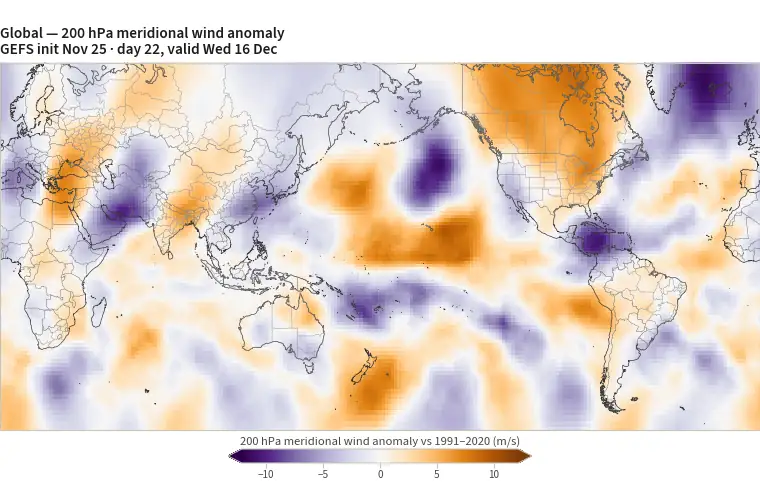 Global — 200 hPa meridional wind anomaly
GEFS init Nov 25 · day 22, valid Wed 16 Dec
200 hPa meridional wind anomaly vs 1991–2020 (m/s)
−10 −5 0 5 10